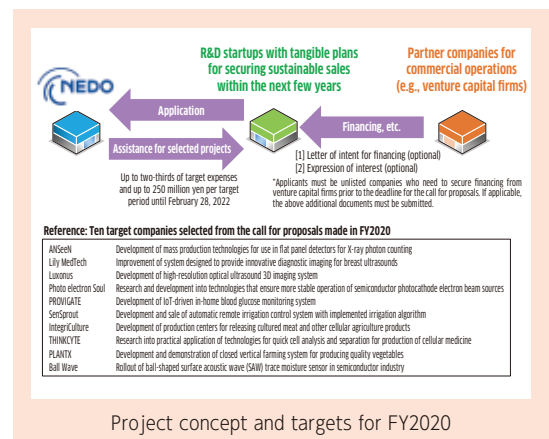 NEDO
R&D startups with tangible plans
for securing sustainable sales
within the next few years
Partner companies for
commercial operations
(e.g., venture capital firms)
Application
Assistance for selected projects
Financing, etc.
Up to two-thirds of target expenses
and up to 250 million yen per target
period until February 28, 2022
[1] Letter of intent for financing (optional)
[2] Expression of interest (optional)
*Applicants must be unlisted companies who need to secure financing from
venture capital firms prior to the deadline for the call for proposals. If applicable,
the above additional documents must be submitted.
Reference: Ten target companies selected from the call for proposals made in FY2020
ANSeeN Development of mass production technologies for use in flat panel detectors for X-ray photon counting
Lily MedTech Improvement of system designed to provide innovative diagnostic imaging for breast ultrasounds
Luxonus Development of high-resolution optical ultrasound 3D imaging system
Photo electron Soul Research and development into technologies that ensure more stable operation of semiconductor photocathode electron beam sources
PROVIGATE Development of IoT-driven in-home blood glucose monitoring system
SenSprout Development and sale of automatic remote irrigation control system with implemented irrigation algorithm
IntegriCulture Development of production centers for releasing cultured meat and other cellular agriculture products
THINKCYTE Research into practical application of technologies for quick cell analysis and separation for production of cellular medicine
PLANTX Development and demonstration of closed vertical farming system for producing quality vegetables
Ball Wave Rollout of ball-shaped surface acoustic wave (SAW) trace moisture sensor in semiconductor industry
Project concept and targets for FY2020